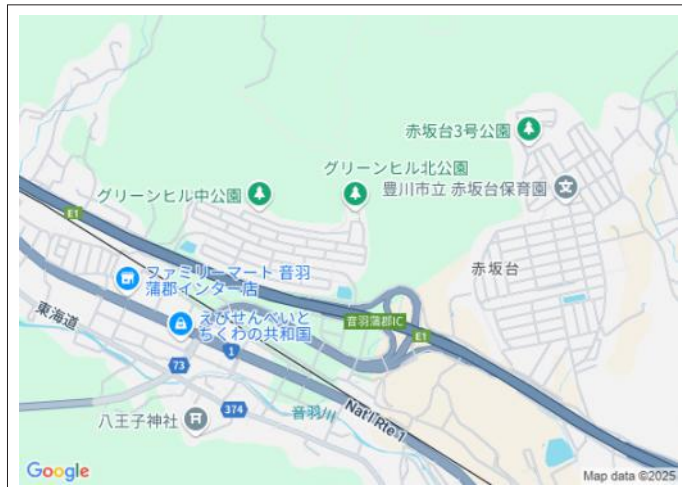 赤坂台3号公園
グリーンヒル北公園
グリーンヒル中公園
豊川市立 赤坂台保育園
E1
ファミリーマート 音羽
蒲郡インター店
赤坂台
東海道
えびせんべいと
ちくわの共和国
音羽蒲郡IC
E1
1
73
374
八王子神社
音羽川
Nat'l Rte 1
Google
Map data ©2025